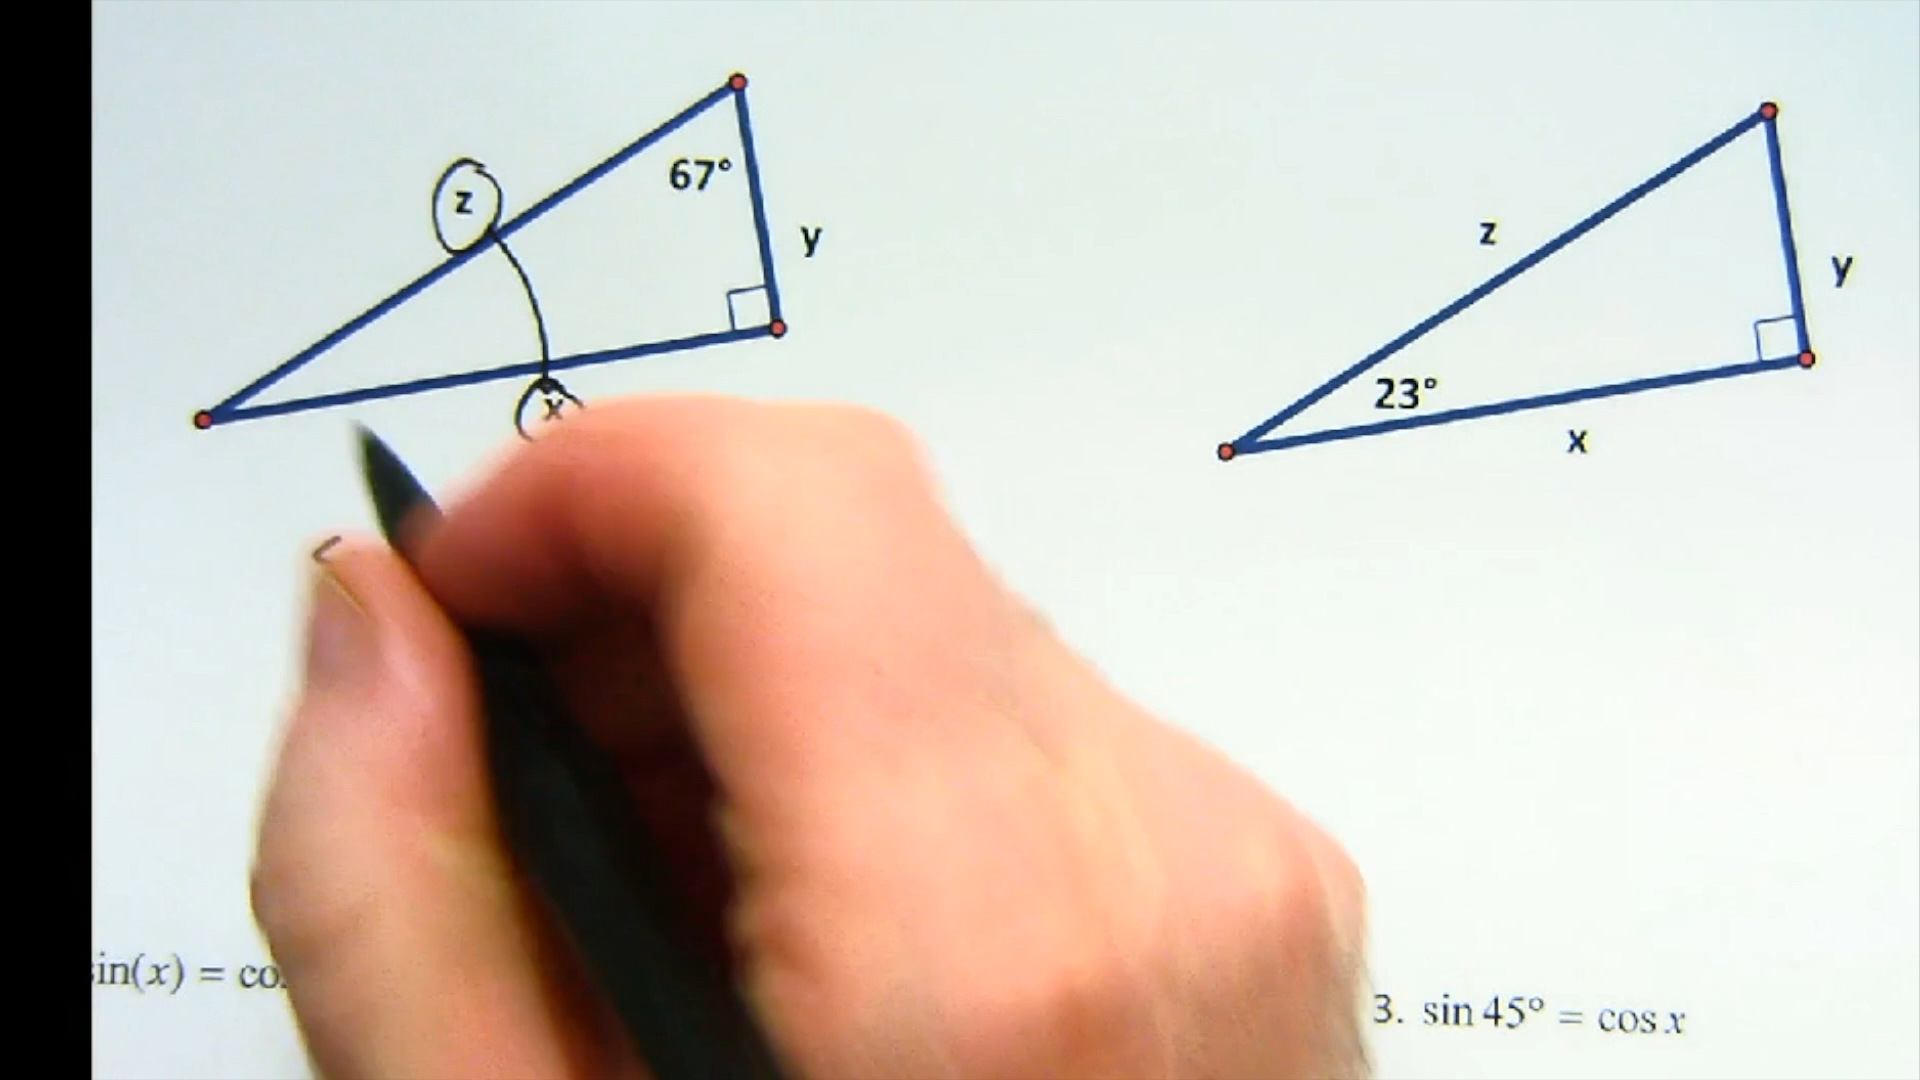 67°
z
y
x
z
y
23°
x
in(x) = co
3. sin 45° = cos x